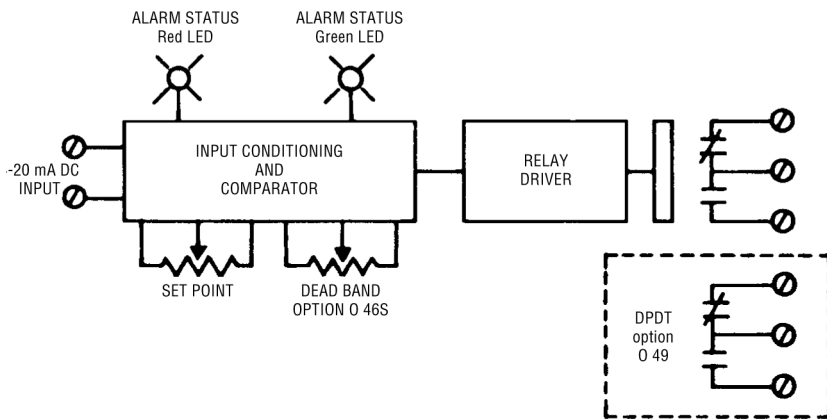 ALARM STATUS
Red LED
ALARM STATUS
Green LED
-20 mA DC
INPUT
INPUT CONDITIONING
AND
COMPARATOR
RELAY
DRIVER
SET POINT
DEAD BAND
OPTION O 46S
DPDT
option
O 49